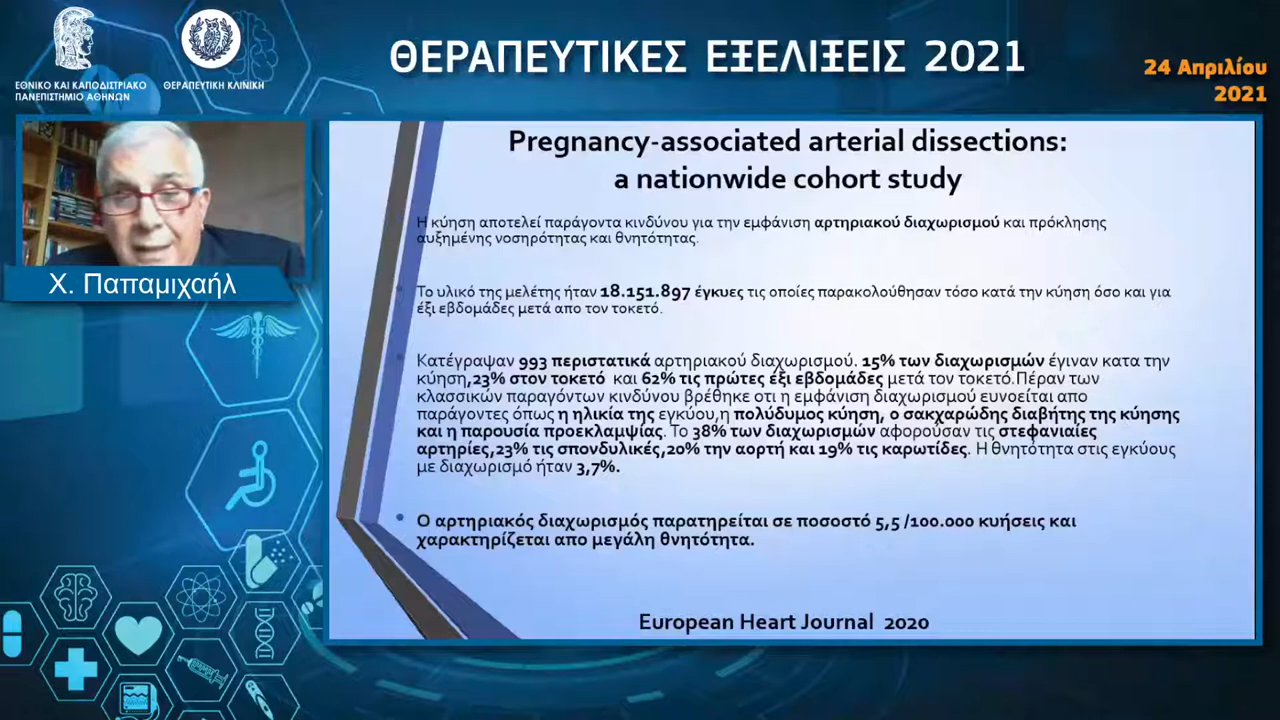 ΕΘΝΙΚΟ ΚΑΙ ΚΑΠΟΔΙΣΤΡΙΑΚΟ
ΠΑΝΕΠΙΣΤΗΜΙΟ ΑΘΗΝΩΝ
ΘΕΡΑΠΕΥΤΙΚΗ ΚΛΙΝΙΚΗ
ΘΕΡΑΠΕΥΤΙΚΕΣ ΕΞΕΛΙΞΕΙΣ 2021
24 Απριλίου
2021
Χ. Παπαμιχαήλ
Pregnancy-associated arterial dissections:
a nationwide cohort study
Η κύηση αποτελεί παράγοντα κινδύνου για την εμφάνιση αρτηριακού διαχωρισμού και πρόκλησης
αυξημένης νοσηρότητας και θνητότητας.
Το υλικό της μελέτης ήταν 18.151.897 έγκυες τις οποίες παρακολούθησαν τόσο κατά την κύηση όσο και για
έξι εβδομάδες μετά απο τον τοκετό.
Κατέγραψαν 993 περιστατικά αρτηριακού διαχωρισμού. 15% των διαχωρισμών έγιναν κατα την
κύηση,23% στον τοκετό και 62% τις πρώτες έξι εβδομάδες μετά τον τοκετό.Πέραν των
κλασσικών παραγόντων κινδύνου βρέθηκε οτι η εμφάνιση διαχωρισμού ευνοείται απο
παράγοντες όπως η ηλικία της εγκύου,η πολύδυμος κύηση, ο σακχαρώδης διαβήτης της κύησης
και η παρουσία προεκλαμψίας. Το 38% των διαχωρισμών αφορούσαν τις στεφανιαίες
αρτηρίες,23% τις σπονδυλικές,20% την αορτή και 19% τις καρωτίδες. Η θνητότητα στις εγκύους
με διαχωρισμό ήταν 3,7%.
Ο αρτηριακός διαχωρισμός παρατηρείται σε ποσοστό 5,5 /100.000 κυήσεις και
χαρακτηρίζεται απο μεγάλη θνητότητα.
European Heart Journal 2020